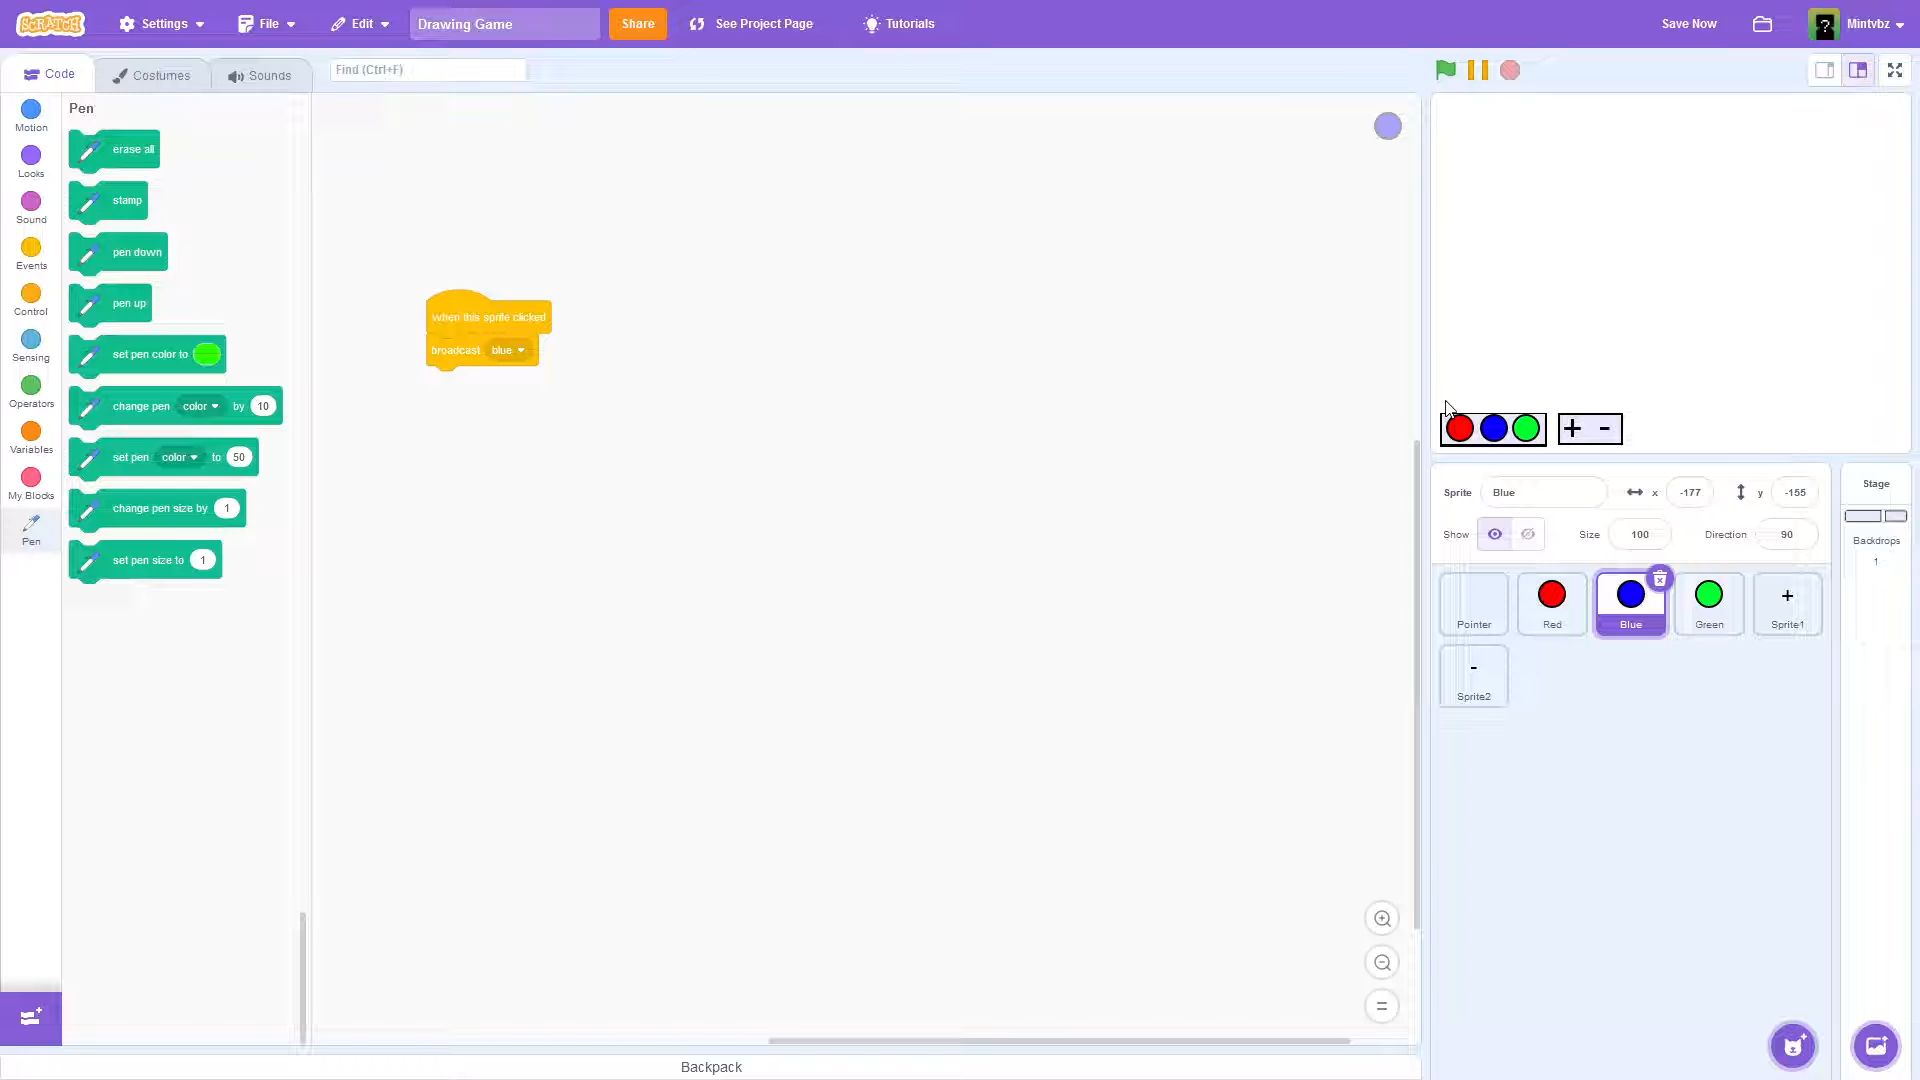 SCRATCH Settings File Edit Drawing Game Share See Project Page Tutorials Save Now Mintvbz
Code Costumes Sounds Find (Ctrl+F)
Motion
Looks
Sound
Events
Control
Sensing
Operators
Variables
My Blocks
Pen
Pen
erase all
stamp
pen down
pen up
set pen color to
change pen color by 10
set pen color to 50
change pen size by 1
set pen size to 1
when this sprite clicked
broadcast blue
+ -
Sprite Blue x -177 y -155
Show Size 100 Direction 90
Pointer Red Blue Green Sprite1
Sprite2
Stage
Backdrops
1
Backpack